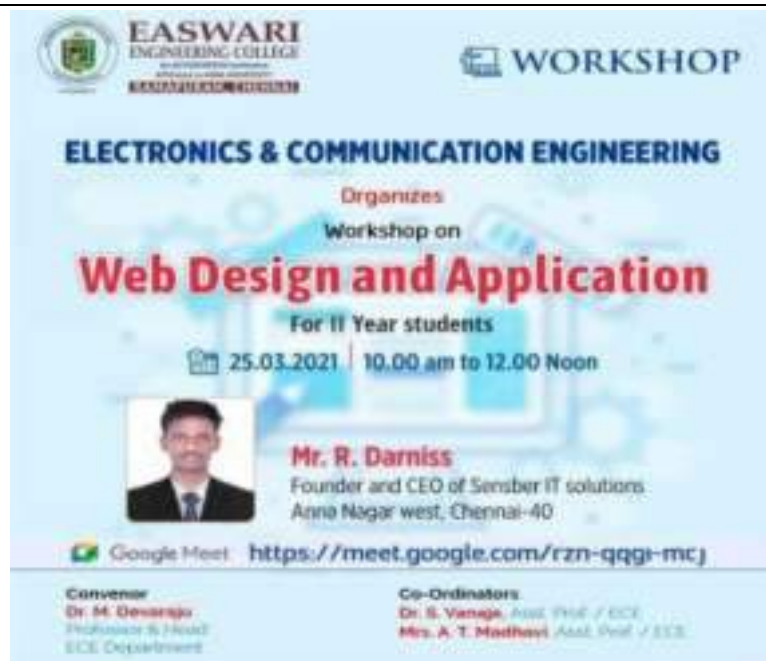 EASWARI
ENGINEERING COLLEGE
WORKSHOP
ELECTRONICS & COMMUNICATION ENGINEERING
Organizes
Workshop on
Web Design and Application
For II Year students
25.03.2021 | 10.00 am to 12.00 Noon
Mr. R. Darniss
Founder and CEO of Sensber IT solutions
Anna Nagar west, Chennai-40
Google Meet https://meet.google.com/rzn-qqgi-mcj
Convenor
Dr. M. Devaraju
Professor & Head
ECE Department
Co-Ordinators
Dr. S. Vanaja, Asst. Prof. / ECE
Mrs. A. T. Madhavi Asst. Prof. / ECE